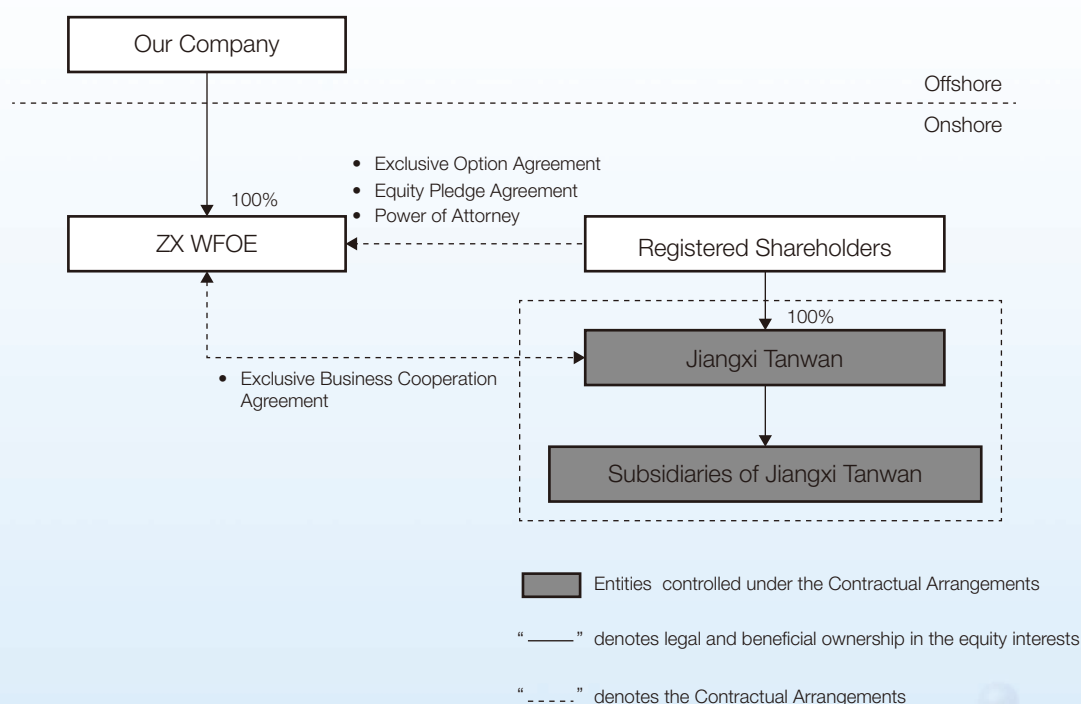 Our Company
Offshore
Onshore
• Exclusive Option Agreement
• Equity Pledge Agreement
• Power of Attorney
100%
ZX WFOE
Registered Shareholders
100%
Jiangxi Tanwan
• Exclusive Business Cooperation
Agreement
Subsidiaries of Jiangxi Tanwan
Entities controlled under the Contractual Arrangements
“ —— ” denotes legal and beneficial ownership in the equity interests
“ ----- ” denotes the Contractual Arrangements